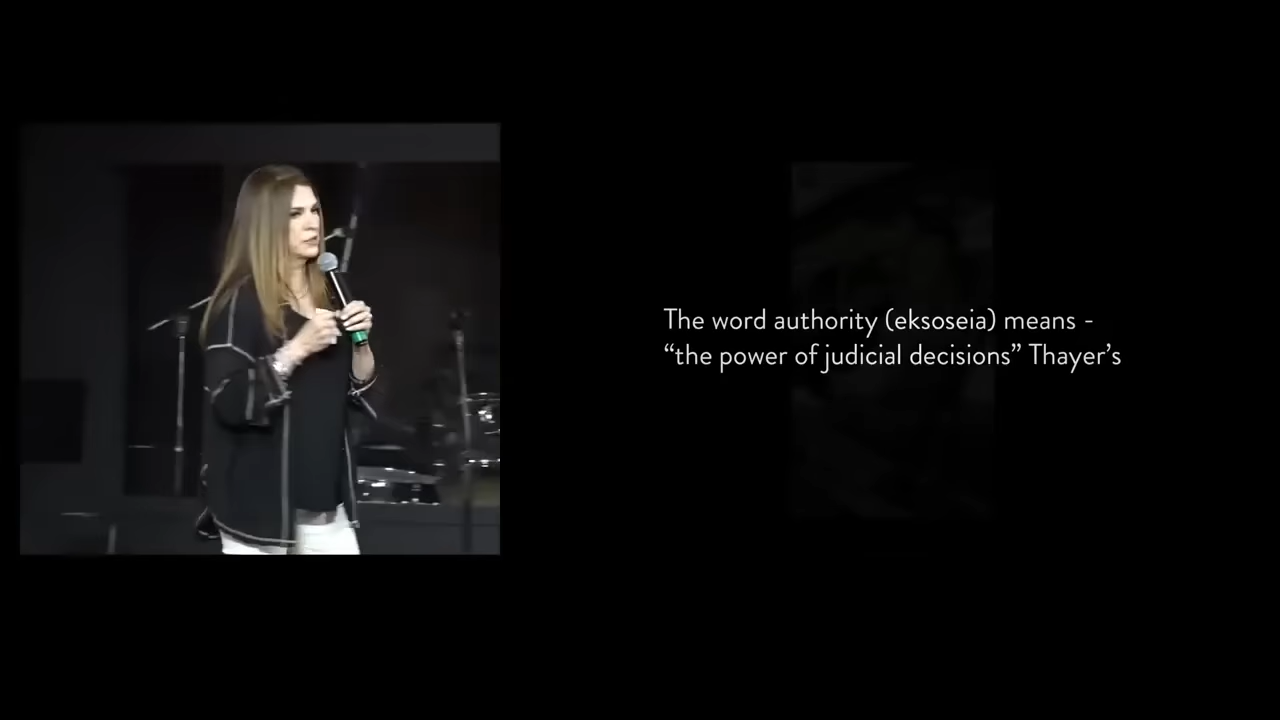 The word authority (eksoseia) means -
“the power of judicial decisions” Thayer’s